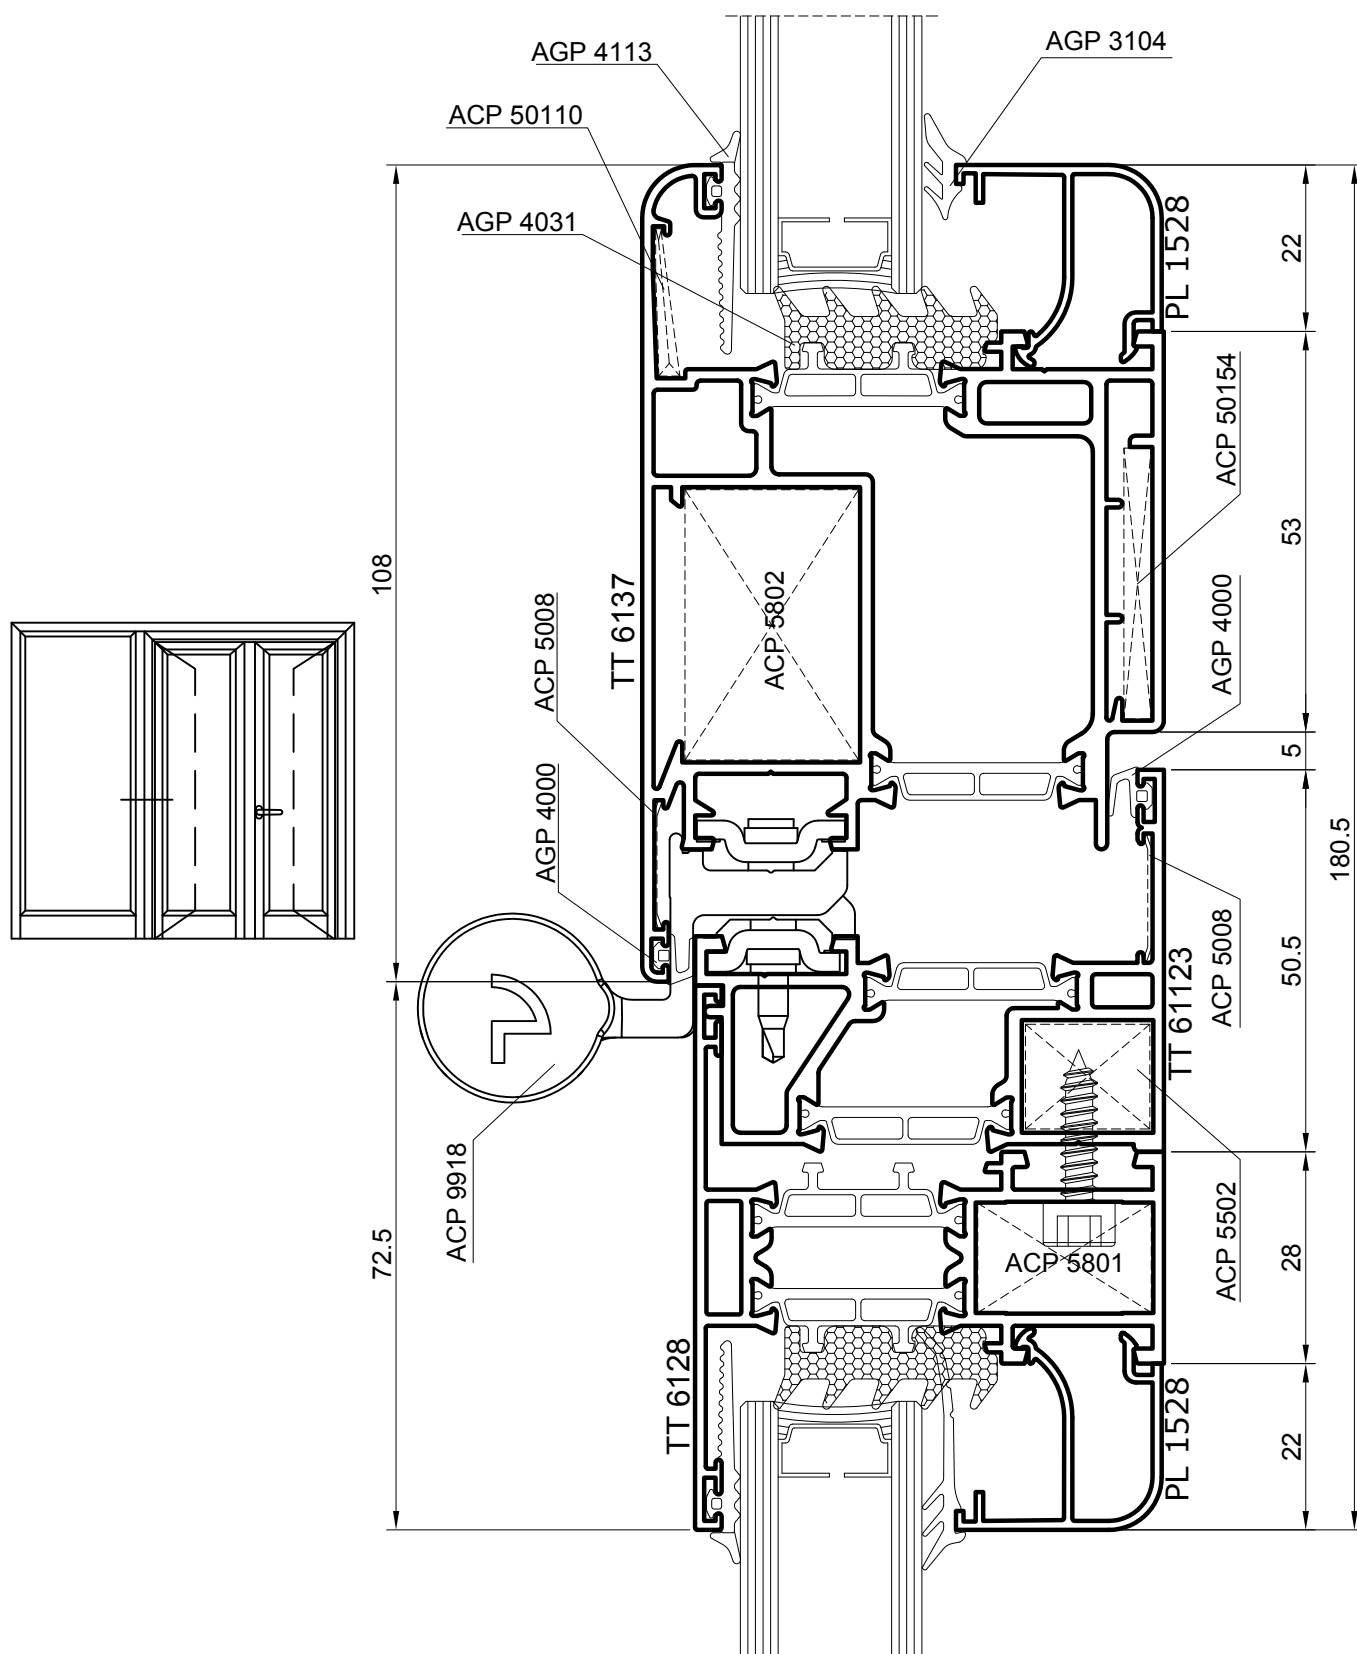 AGP 4113
AGP 3104
ACP 50110
AGP 4031
PL 1528
22
ACP 50154
108
53
TT 6137
ACP 5802
ACP 5008
AGP 4000
AGP 4000
5
180.5
50.5
ACP 5008
TT 61123
ACP 9918
72.5
ACP 5502
ACP 5801
28
TT 6128
PL 1528
22